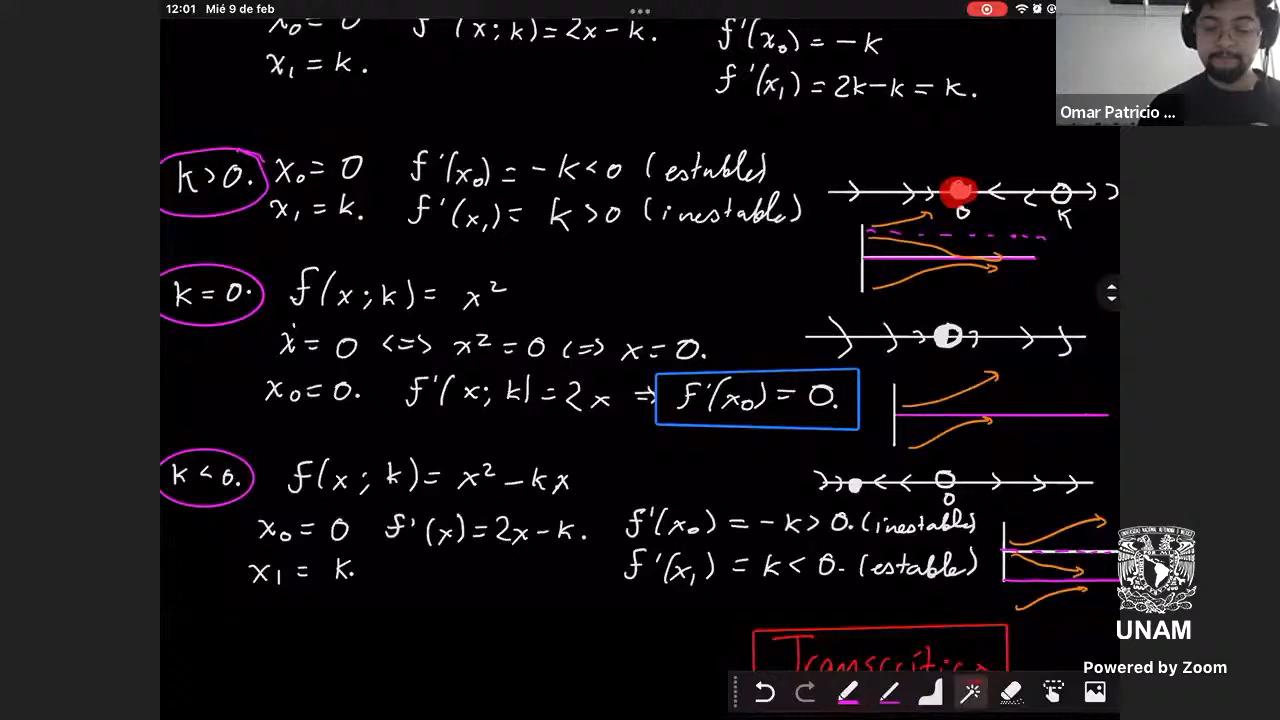 12:01 Mié 9 de feb
x₀ = 0 f'(x; k) = 2x - k. f'(x₀) = -k
x₁ = k. f'(x₁) = 2k-k = k.
Omar Patricio ...
k>0. x₀ = 0 f'(x₀) = -k<0 (estable)
x₁ = k. f'(x₁) = k>0 (inestable)
0 k
k=0. f(x; k) = x²
ẋ = 0 <=> x² = 0 <=> x = 0.
x₀ = 0. f'(x; k) = 2x => f'(x₀) = 0.
k<0. f(x; k) = x² - kx
0
x₀ = 0 f'(x) = 2x - k. f'(x₀) = -k>0. (inestable)
x₁ = k. f'(x₁) = k<0. (estable)
Transcrítica
UNAM
Powered by Zoom